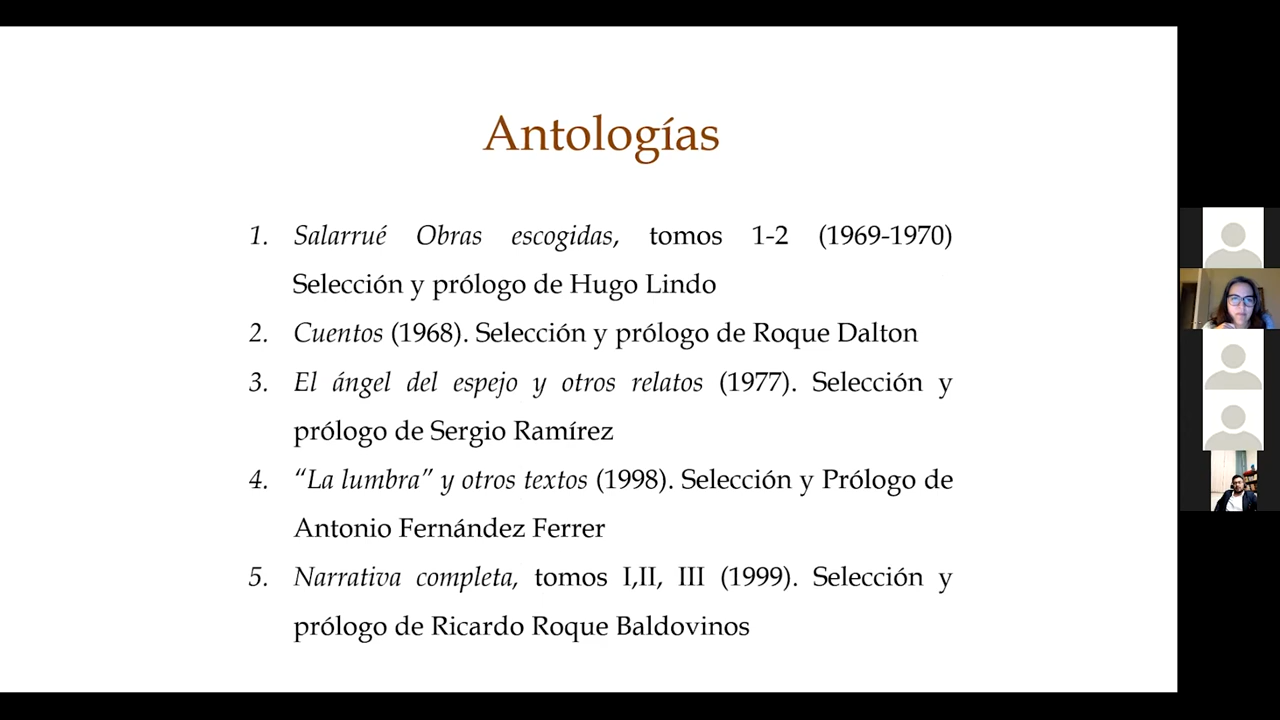 Antologías
1. Salarrué Obras escogidas, tomos 1-2 (1969-1970)
Selección y prólogo de Hugo Lindo
2. Cuentos (1968). Selección y prólogo de Roque Dalton
3. El ángel del espejo y otros relatos (1977). Selección y
prólogo de Sergio Ramírez
4. “La lumbra” y otros textos (1998). Selección y Prólogo de
Antonio Fernández Ferrer
5. Narrativa completa, tomos I,II, III (1999). Selección y
prólogo de Ricardo Roque Baldovinos